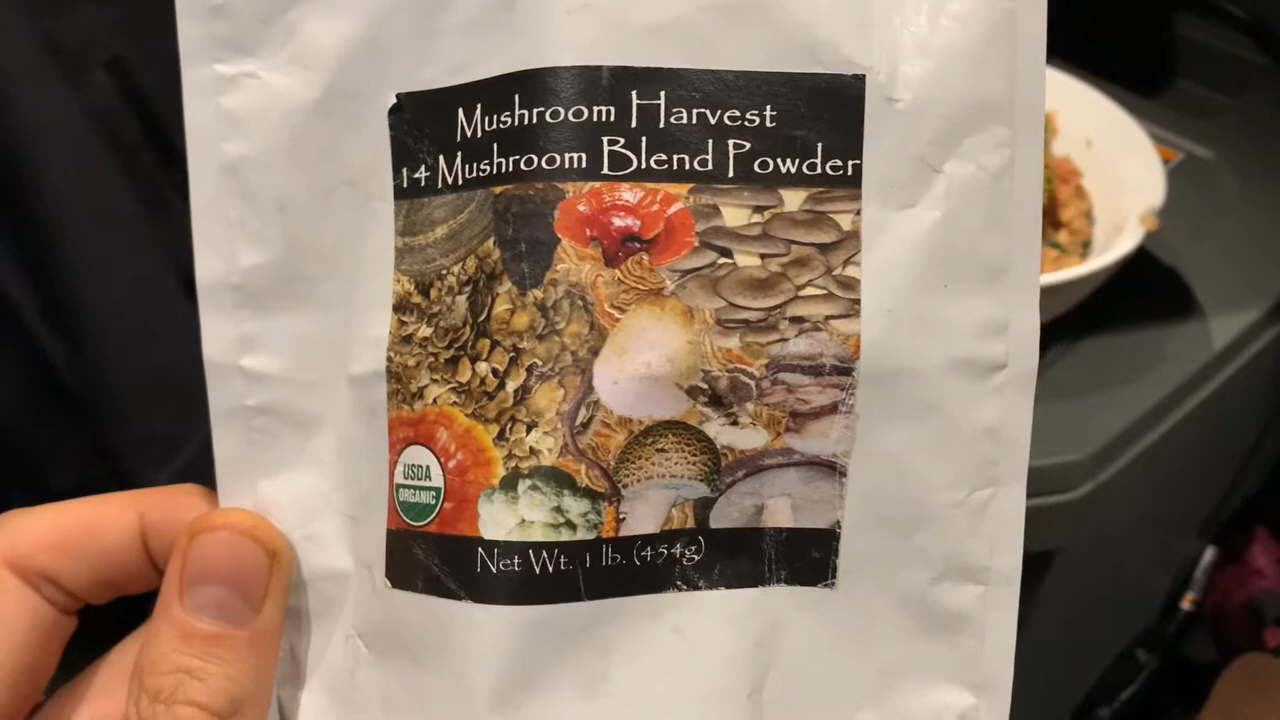 Mushroom Harvest
14 Mushroom Blend Powder
USDA
ORGANIC
Net Wt. 1 lb. (454g)